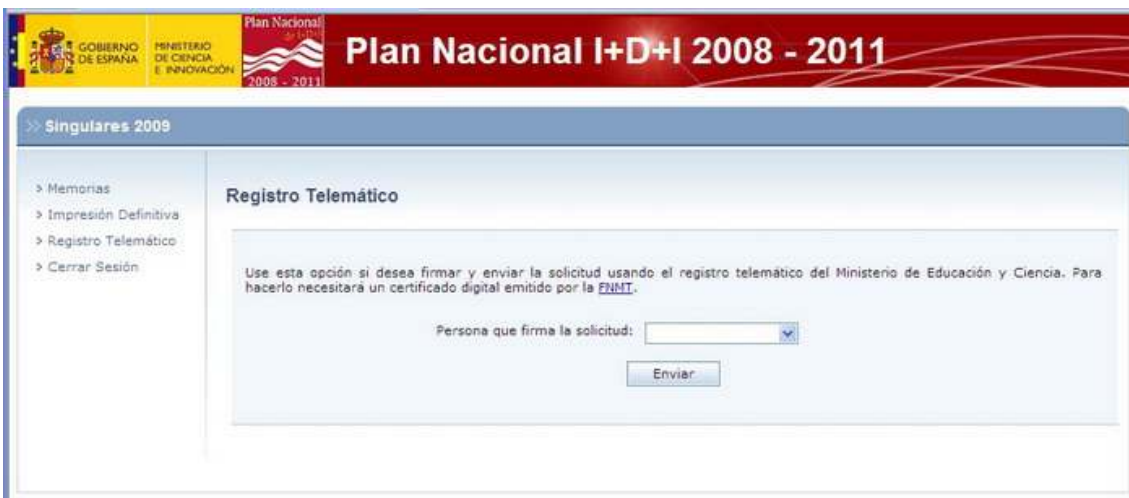 GOBIERNO
DE ESPAÑA
MINISTERIO
DE CIENCIA
E INNOVACIÓN
Plan Nacional
de I+D+i
2008 - 2011
Plan Nacional I+D+I 2008 - 2011
>> Singulares 2009
> Memorias
> Impresión Definitiva
> Registro Telemático
> Cerrar Sesión
Registro Telemático
Use esta opción si desea firmar y enviar la solicitud usando el registro telemático del Ministerio de Educación y Ciencia. Para
hacerlo necesitará un certificado digital emitido por la FNMT.
Persona que firma la solicitud:
Enviar